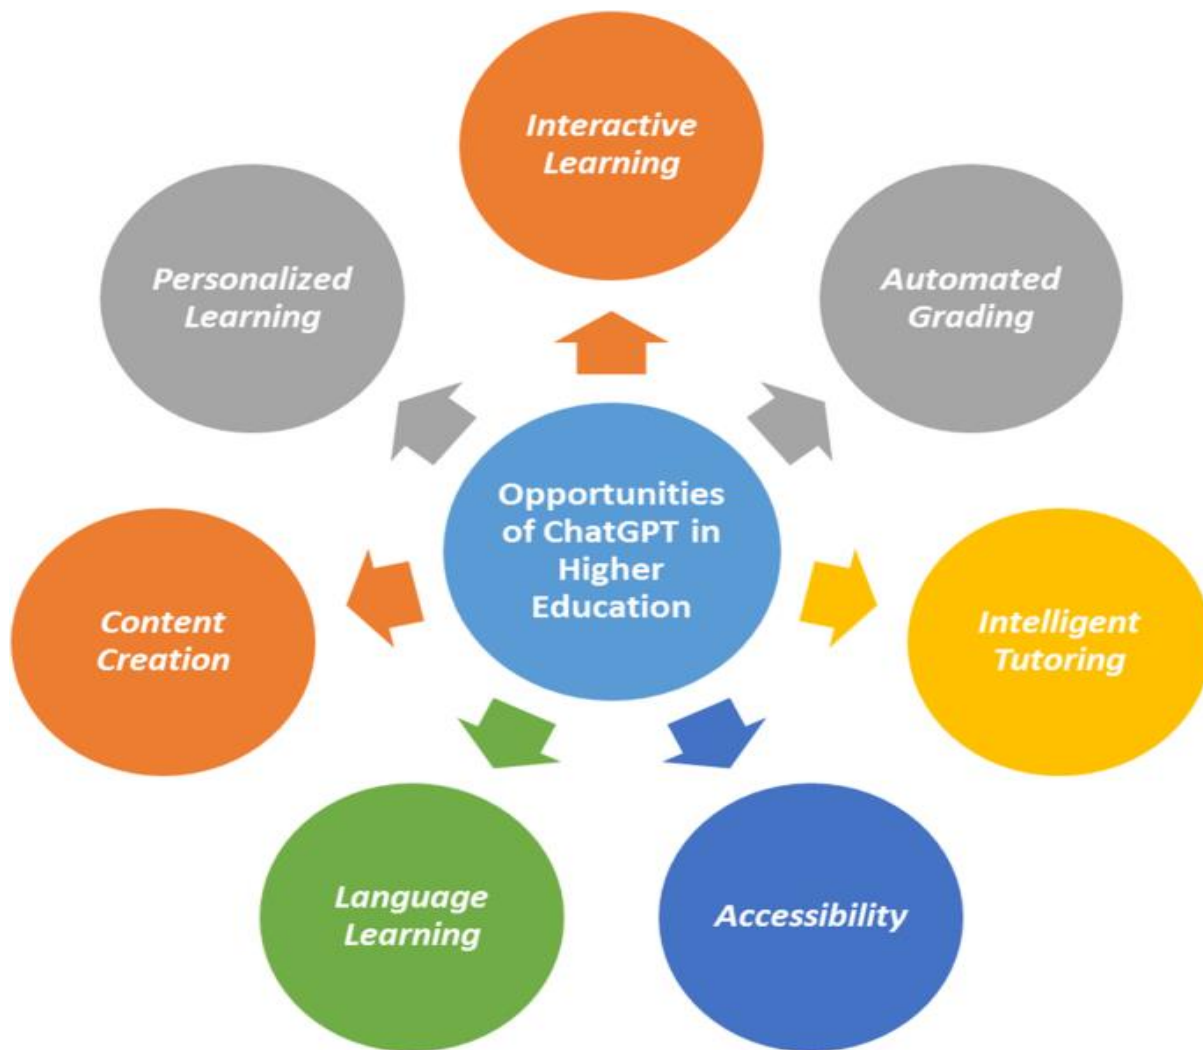 Interactive
Learning
Personalized
Learning
Automated
Grading
Opportunities
of ChatGPT in
Higher
Education
Content
Creation
Intelligent
Tutoring
Language
Learning
Accessibility